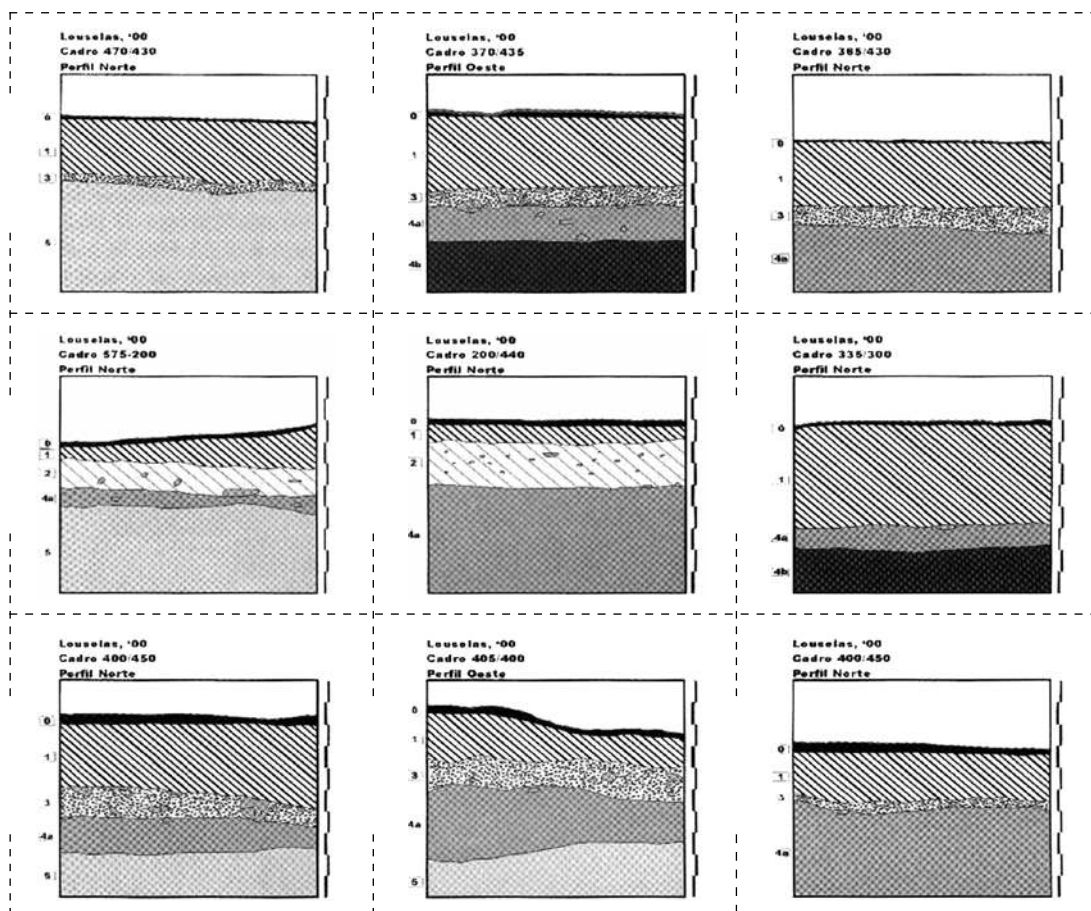 Louselas, '00
Cadro 470/430
Perfil Norte
0
1
3
5
Louselas, '00
Cadro 370/435
Perfil Oeste
0
1
3
4a
4b
Louselas, '00
Cadro 365/430
Perfil Norte
0
1
3
4a
Louselas, '00
Cadro 575-200
Perfil Norte
0
1
2
4a
5
Louselas, '00
Cadro 200/440
Perfil Norte
0
1
2
4a
Louselas, '00
Cadro 335/300
Perfil Norte
0
1
4a
4b
Louselas, '00
Cadro 400/450
Perfil Norte
0
1
3
4a
5
Louselas, '00
Cadro 405/400
Perfil Oeste
0
1
3
4a
5
Louselas, '00
Cadro 400/450
Perfil Norte
0
1
3
4a